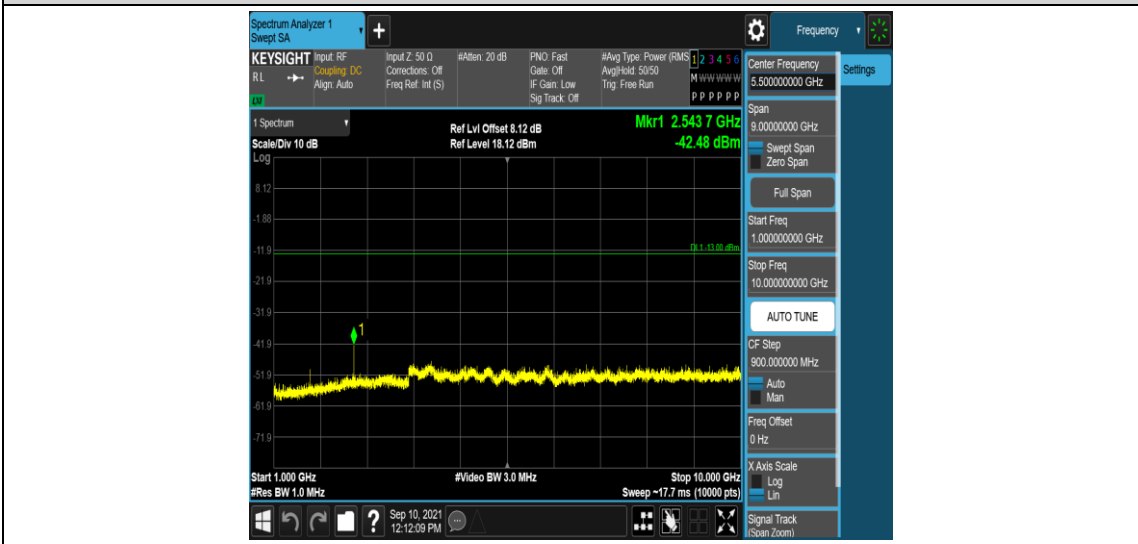 Spectrum Analyzer 1
Swept SA
+
Frequency
KEYSIGHT
RL
LXI
Input: RF
Coupling: DC
Align: Auto
Input Z: 50 Ω
Corrections: Off
Freq Ref: Int (S)
#Atten: 20 dB
PNO: Fast
Gate: Off
IF Gain: Low
Sig Track: Off
#Avg Type: Power (RMS
Avg|Hold: 50/50
Trig: Free Run
1 2 3 4 5 6
M W W W W W
P P P P P P
1 Spectrum
Scale/Div 10 dB
Log
Ref Lvl Offset 8.12 dB
Ref Level 18.12 dBm
Mkr1 2.543 7 GHz
-42.48 dBm
8.12
-1.88
-11.9
-21.9
-31.9
-41.9
-51.9
-61.9
-71.9
DL1 -13.00 dBm
1
Start 1.000 GHz
#Res BW 1.0 MHz
#Video BW 3.0 MHz
Stop 10.000 GHz
Sweep ~17.7 ms (10000 pts)
Center Frequency
5.50000000 GHz
Settings
Span
9.00000000 GHz
Swept Span
Zero Span
Full Span
Start Freq
1.000000000 GHz
Stop Freq
10.000000000 GHz
AUTO TUNE
CF Step
900.000000 MHz
Auto
Man
Freq Offset
0 Hz
X Axis Scale
Log
Lin
Signal Track
(Span Zoom)
?
Sep 10, 2021
12:12:09 PM